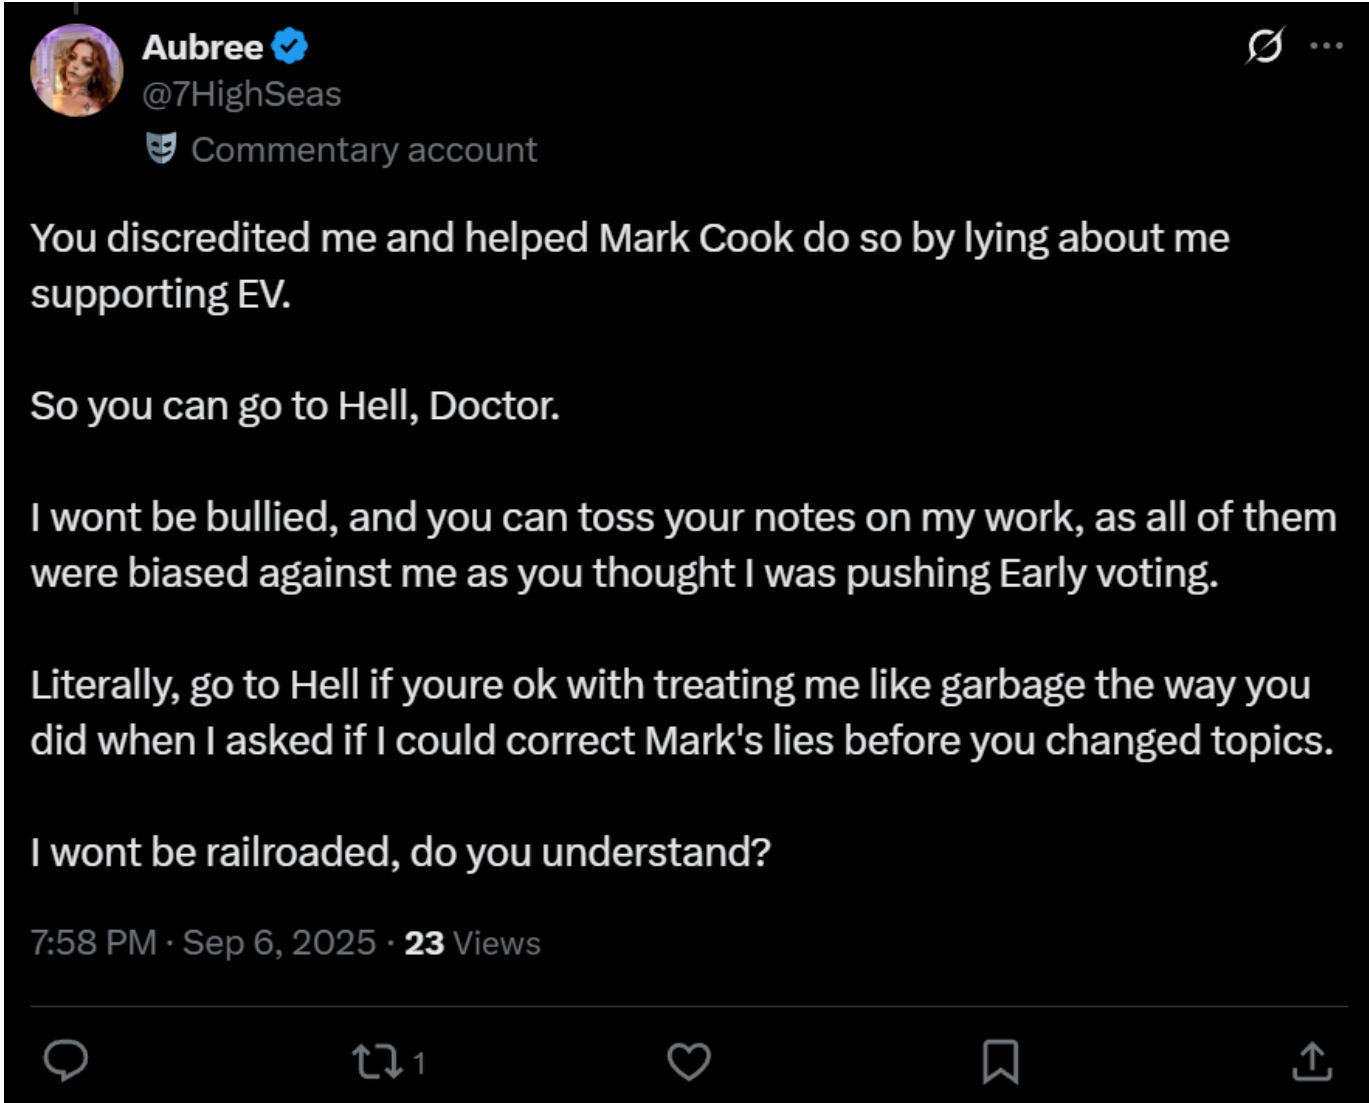 Aubree
@7HighSeas
Commentary account
You discredited me and helped Mark Cook do so by lying about me
supporting EV.
So you can go to Hell, Doctor.
I wont be bullied, and you can toss your notes on my work, as all of them
were biased against me as you thought I was pushing Early voting.
Literally, go to Hell if youre ok with treating me like garbage the way you
did when I asked if I could correct Mark's lies before you changed topics.
I wont be railroaded, do you understand?
7:58 PM · Sep 6, 2025 · 23 Views
1